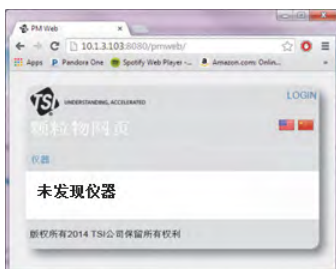 PM Web
10.1.3.103:8080/pmweb/
Apps Pandora One Spotify Web Player -... Amazon.com: Onlin...
TSI UNDERSTANDING, ACCELERATED
LOGIN
颗粒物网页
仪器
未发现仪器
版权所有2014 TSI公司保留所有权利